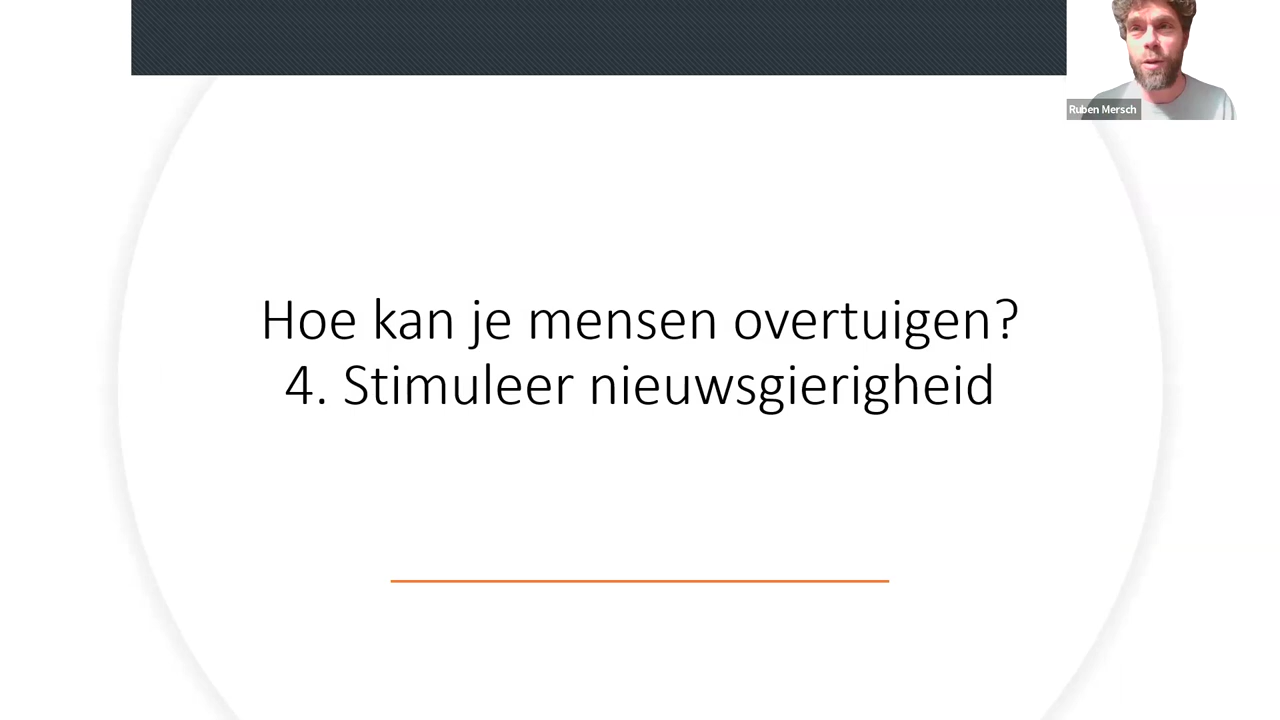 Ruben Mersch
Hoe kan je mensen overtuigen?
4. Stimuleer nieuwsgierigheid